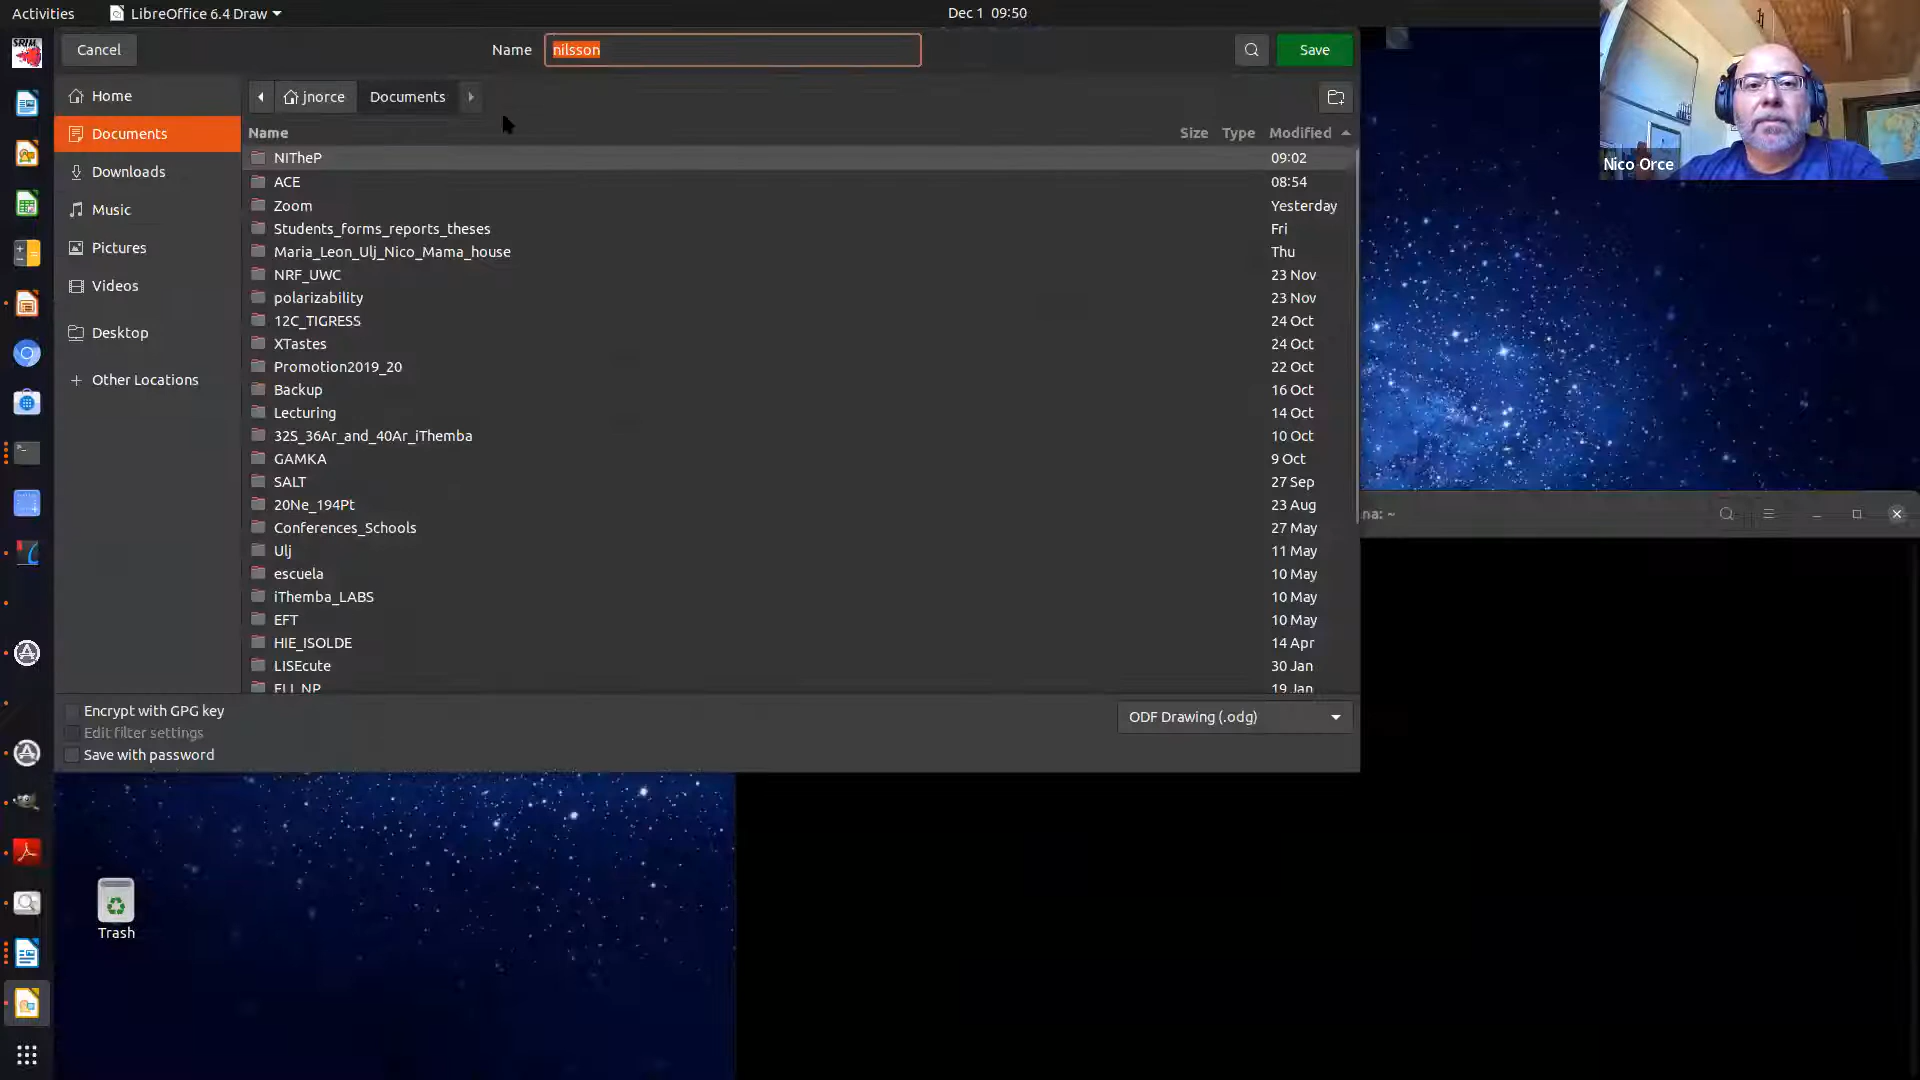 Activities
LibreOffice 6.4 Draw
Dec 1 09:50
Cancel
Name nilsson
Save
Home
Documents
Downloads
Music
Pictures
Videos
Desktop
Other Locations
jnorce Documents
Name Size Type Modified
NITheP 09:02
ACE 08:54
Zoom Yesterday
Students_forms_reports_theses Fri
Maria_Leon_Ulj_Nico_Mama_house Thu
NRF_UWC 23 Nov
polarizability 23 Nov
12C_TIGRESS 24 Oct
XTastes 24 Oct
Promotion2019_20 22 Oct
Backup 16 Oct
Lecturing 14 Oct
32S_36Ar_and_40Ar_iThemba 10 Oct
GAMKA 9 Oct
SALT 27 Sep
20Ne_194Pt 23 Aug
Conferences_Schools 27 May
Ulj 11 May
escuela 10 May
iThemba_LABS 10 May
EFT 10 May
HIE_ISOLDE 14 Apr
LISEcute 30 Jan
19 Jan
Encrypt with GPG key
Edit filter settings
Save with password
ODF Drawing (.odg)
Nico Orce
na: ~
SRIM
Trash